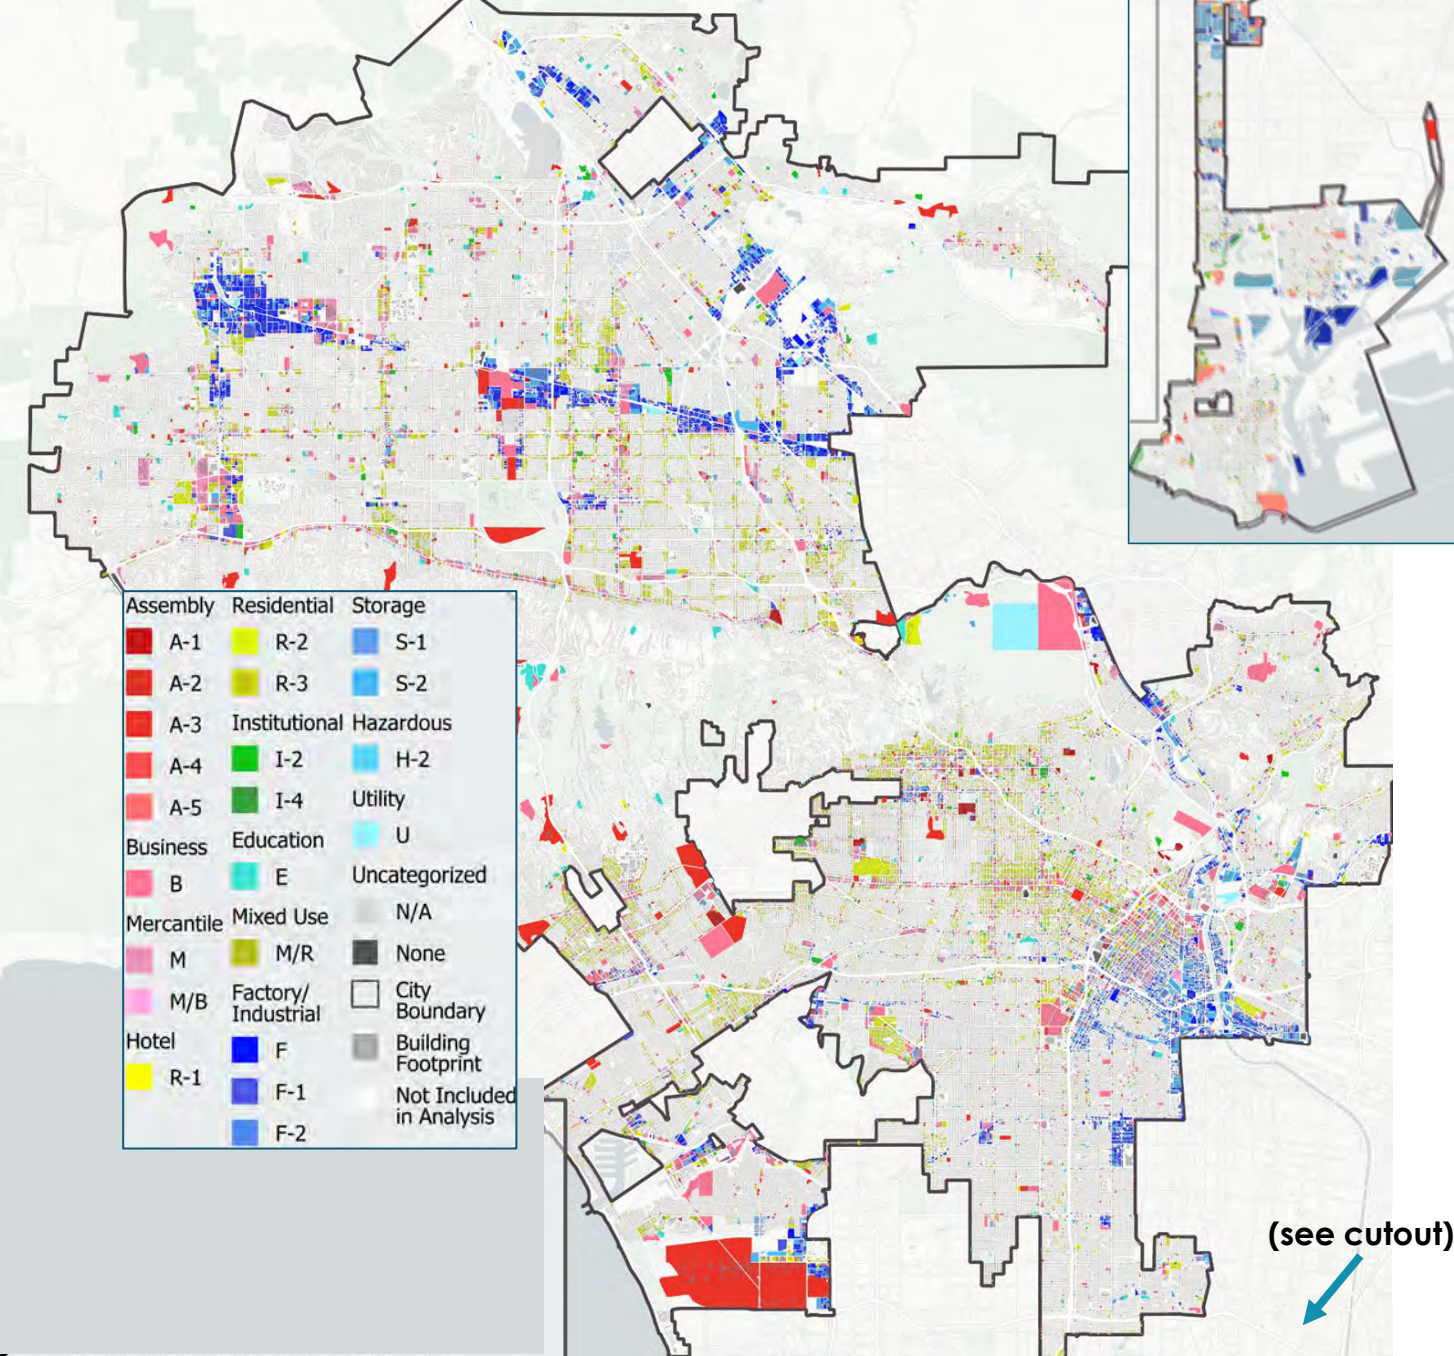 Assembly
A-1
A-2
A-3
A-4
A-5
Business
B
Mercantile
M
M/B
Hotel
R-1
Residential
R-2
R-3
Institutional
I-2
I-4
Education
E
Mixed Use
M/R
Factory/
Industrial
F
F-1
F-2
Storage
S-1
S-2
Hazardous
H-2
Utility
U
Uncategorized
N/A
None
City
Boundary
Building
Footprint
Not Included
in Analysis
(see cutout)